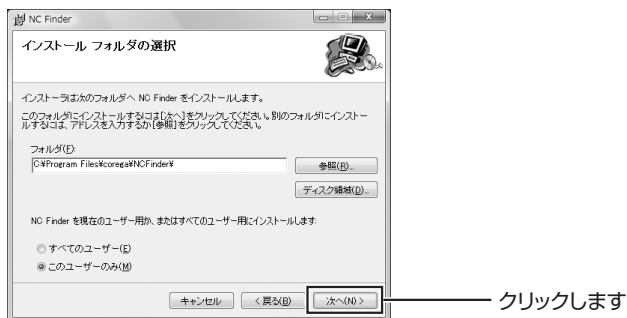 NC Finder
インストール フォルダの選択
インストーラは次のフォルダへ NC Finder をインストールします。
このフォルダにインストールするには[次へ]をクリックしてください。別のフォルダにインストー
ルするには、アドレスを入力するか[参照]をクリックしてください。
フォルダ(F):
C:¥Program Files¥corega¥NCFinder¥
参照(R)...
ディスク領域(D)...
NC Finder を現在のユーザー用か、またはすべてのユーザー用にインストールします:
すべてのユーザー(E)
このユーザーのみ(M)
キャンセル
< 戻る(B)
次へ(N) >
クリックします